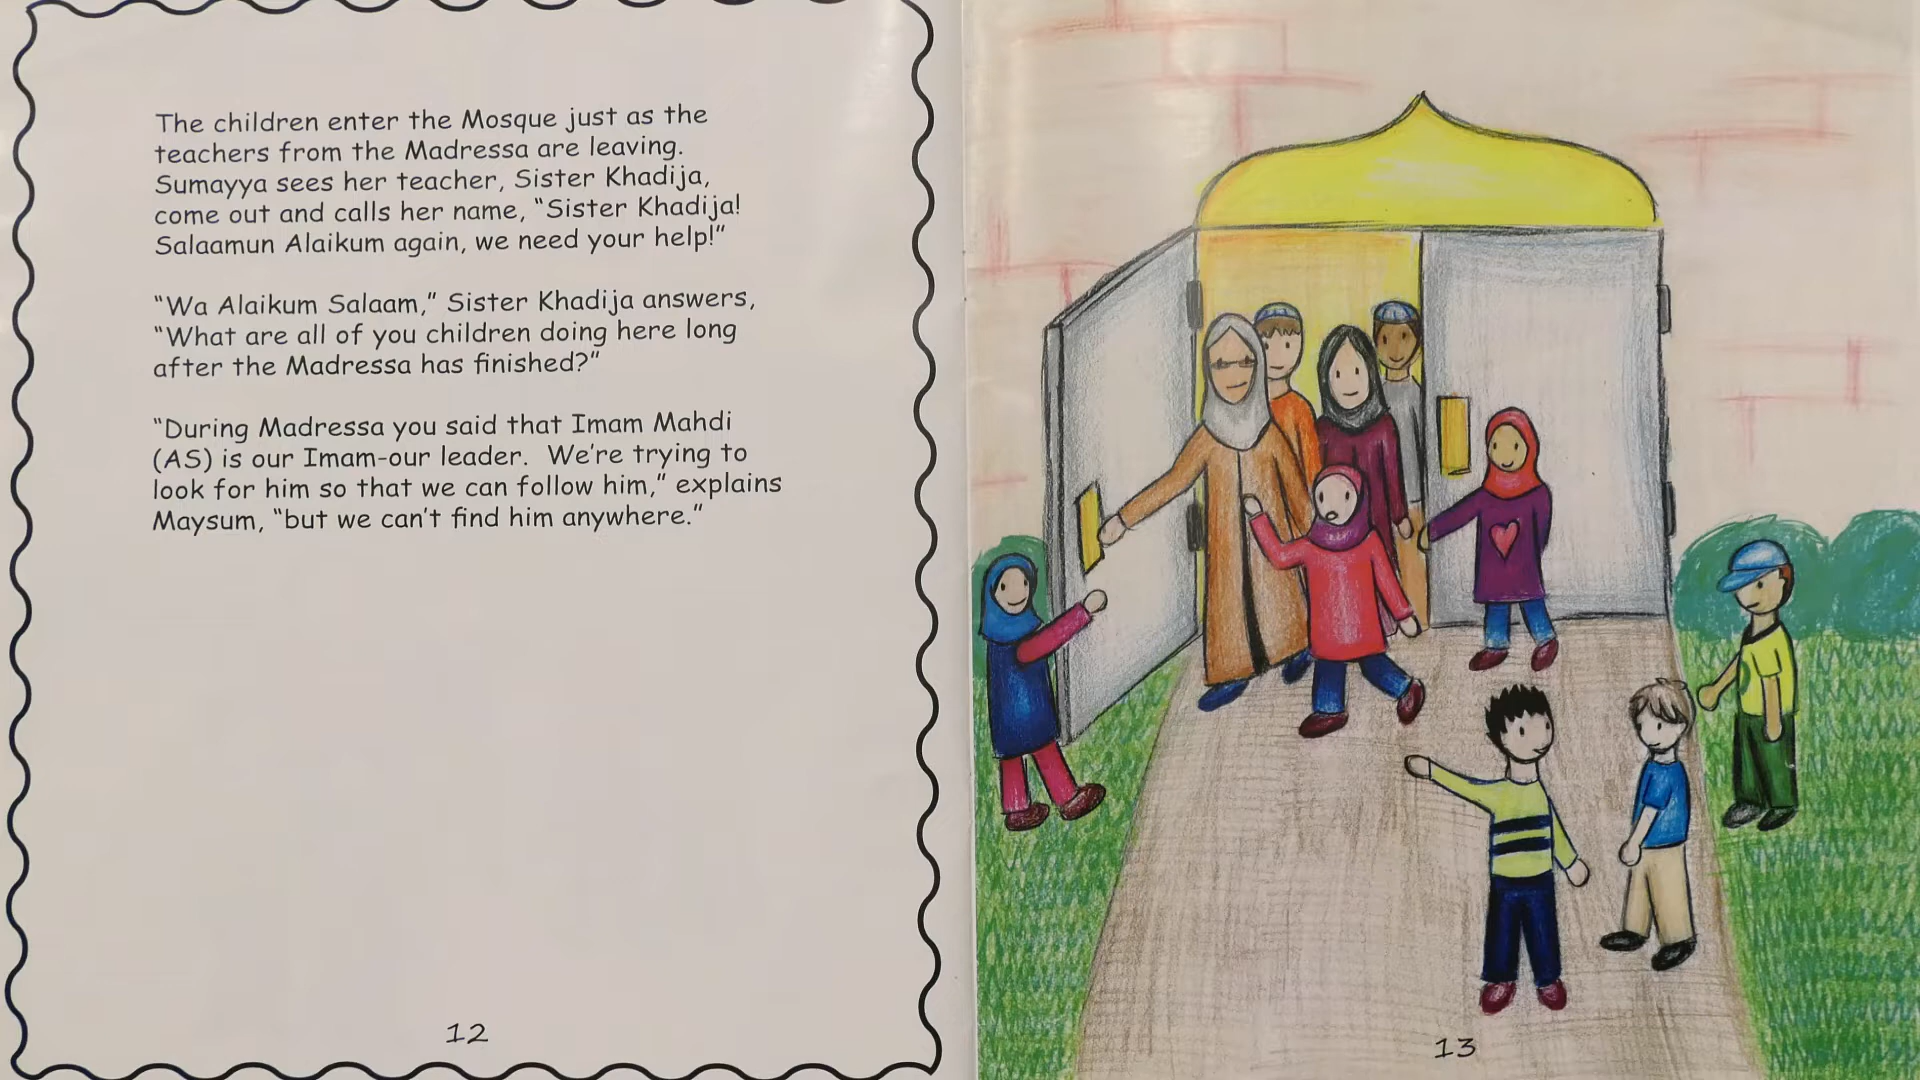 The children enter the Mosque just as the
teachers from the Madressa are leaving.
Sumayya sees her teacher, Sister Khadija,
come out and calls her name, “Sister Khadija!
Salaamun Alaikum again, we need your help!”
“Wa Alaikum Salaam,” Sister Khadija answers,
“What are all of you children doing here long
after the Madressa has finished?”
“During Madressa you said that Imam Mahdi
(AS) is our Imam-our leader.  We’re trying to
look for him so that we can follow him,” explains
Maysum, “but we can’t find him anywhere.”
12
13